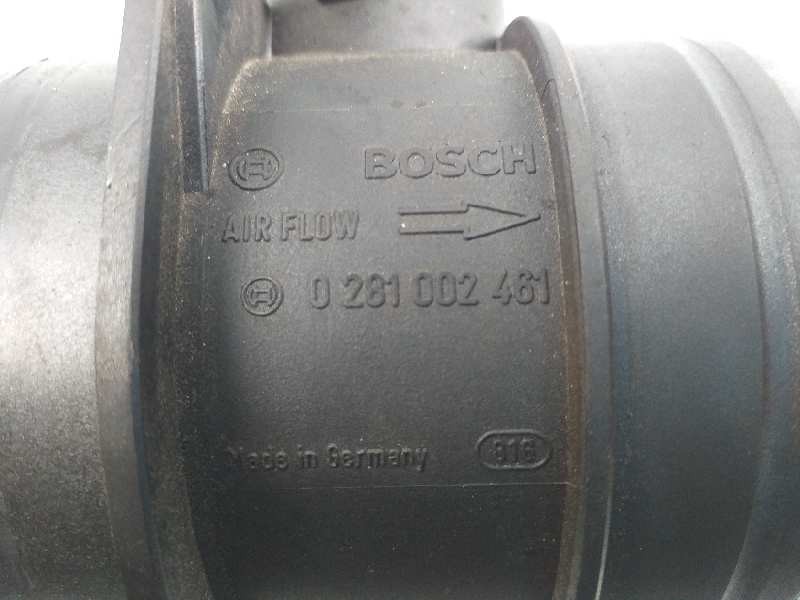 BOSCH
AIR FLOW
0 281 002 461
Made in Germany
816